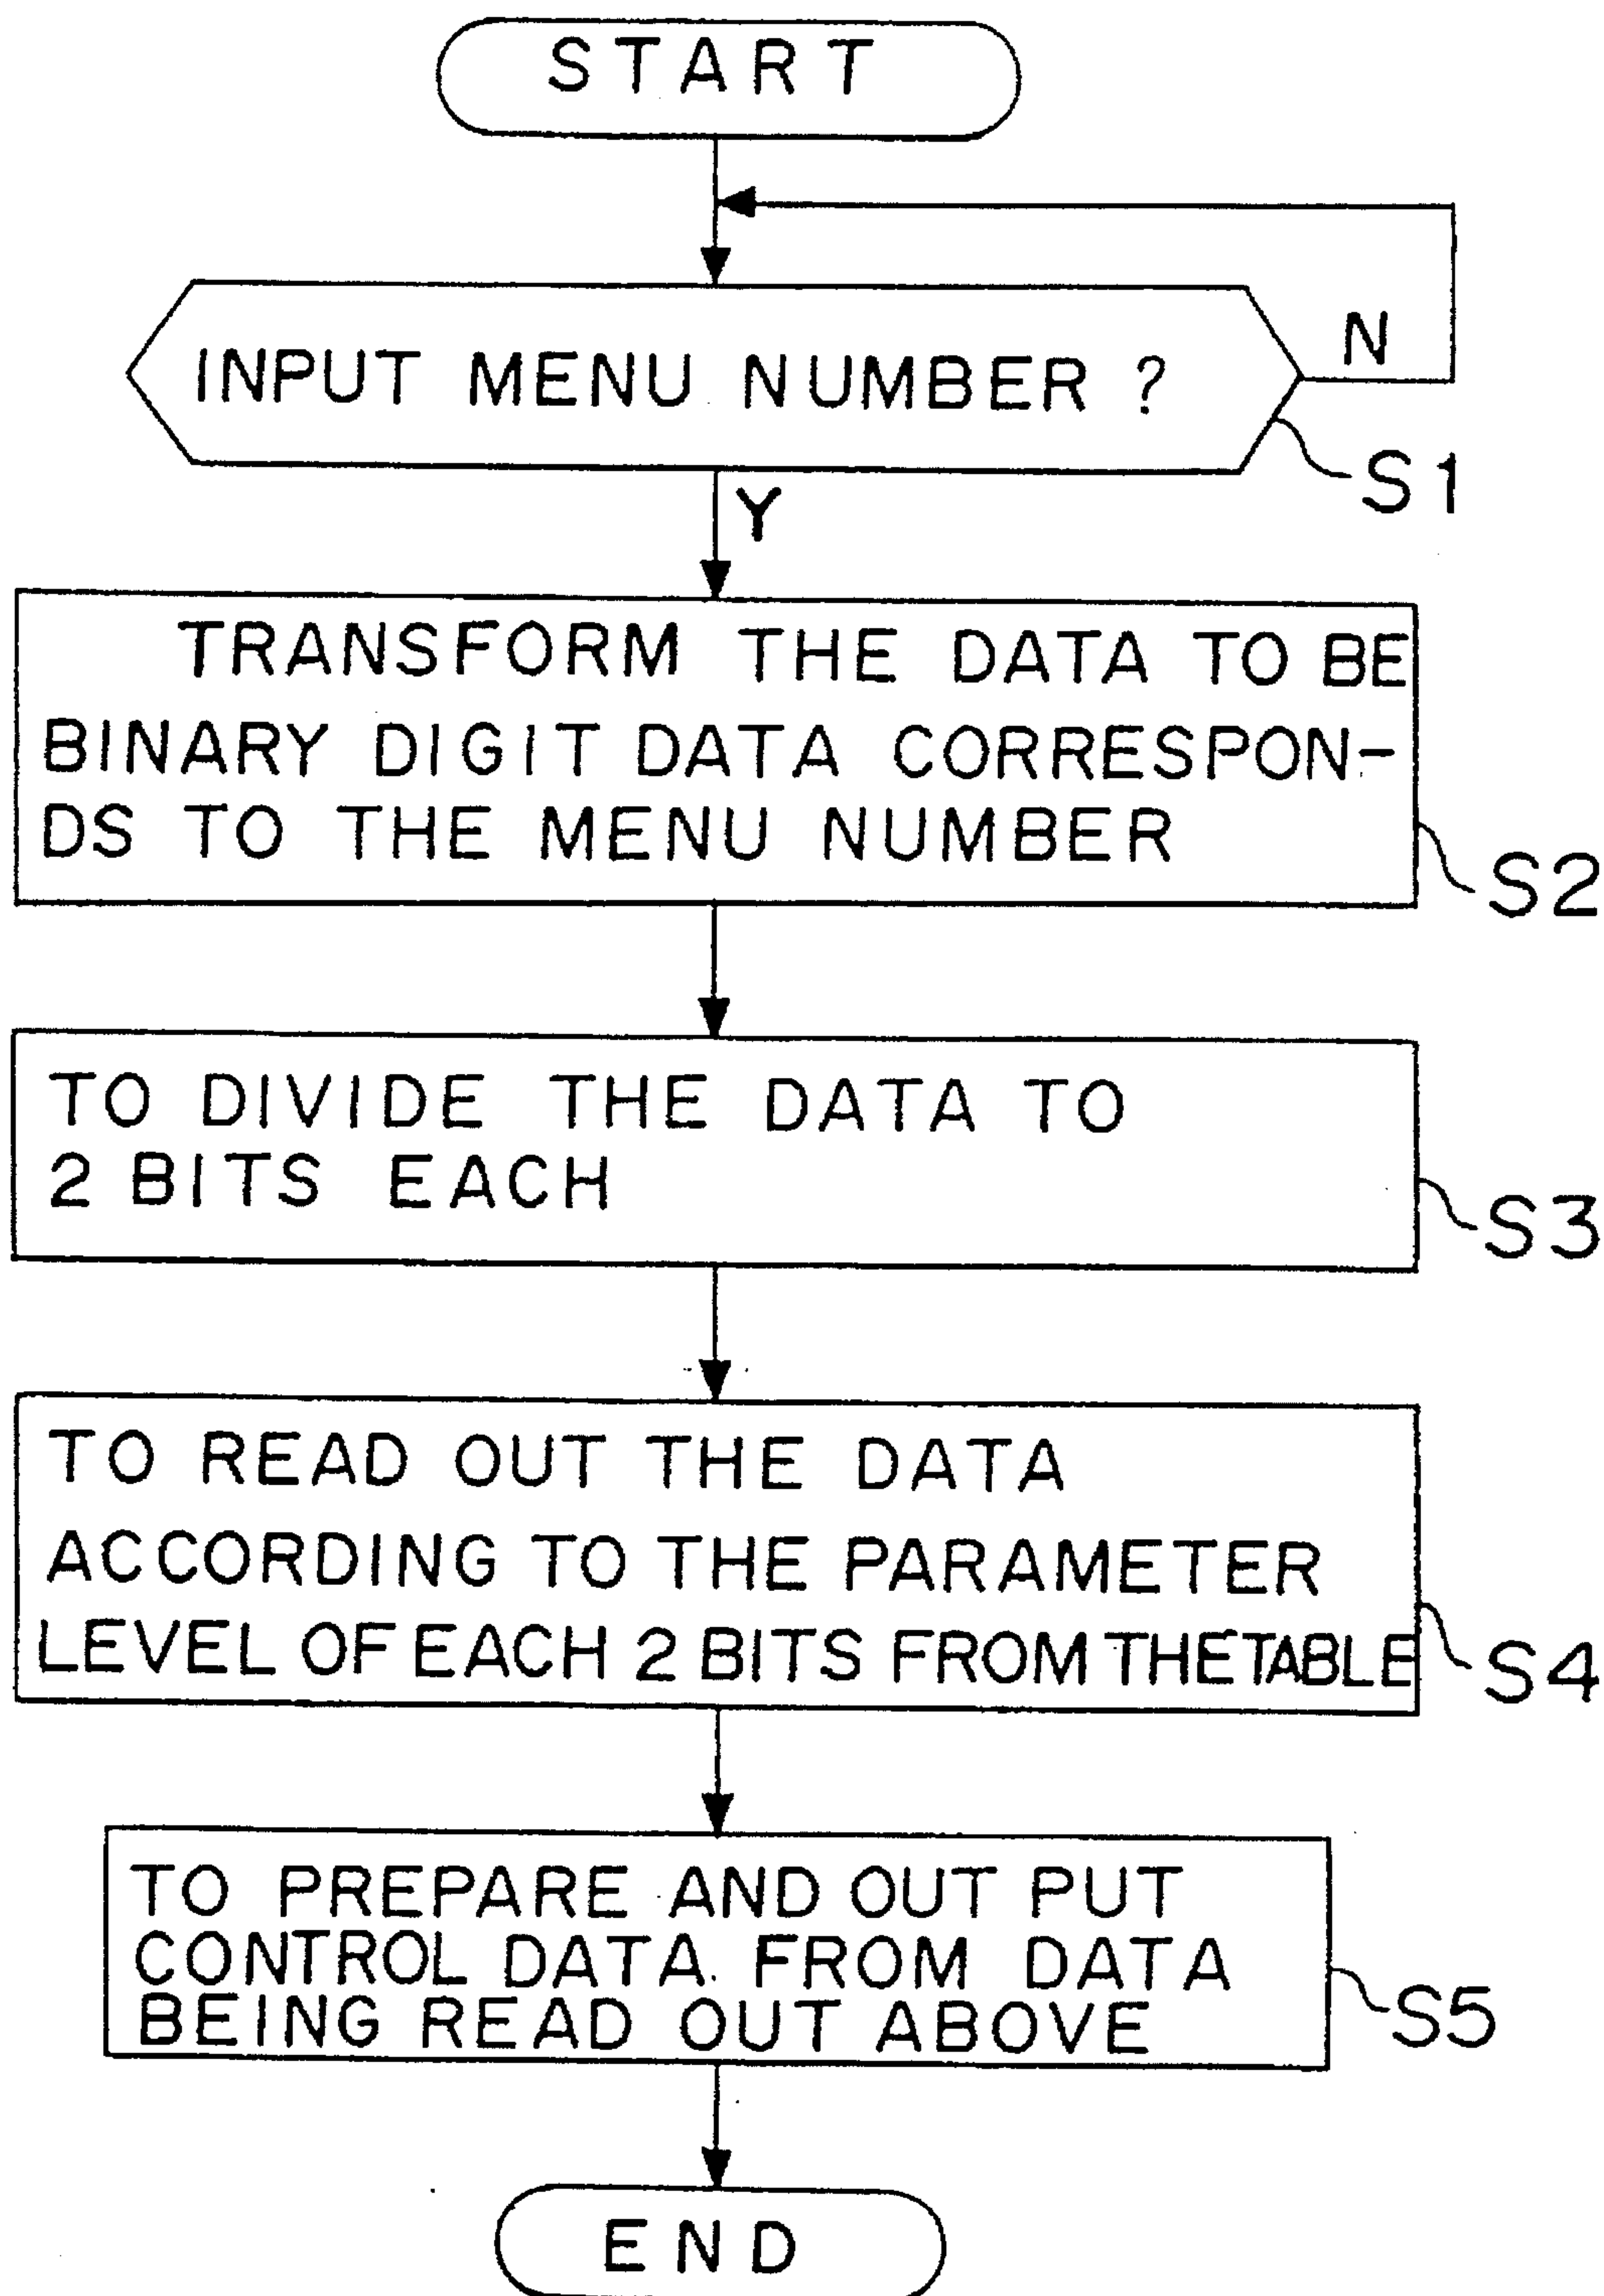 START
INPUT MENU NUMBER ?
N
S1
Y
TRANSFORM THE DATA TO BE
BINARY DIGIT DATA CORRESPON-
DS TO THE MENU NUMBER
S2
TO DIVIDE THE DATA TO
2 BITS EACH
S3
TO READ OUT THE DATA
ACCORDING TO THE PARAMETER
LEVEL OF EACH 2 BITS FROM THE TABLE
S4
TO PREPARE AND OUT PUT
CONTROL DATA FROM DATA
BEING READ OUT ABOVE
S5
END